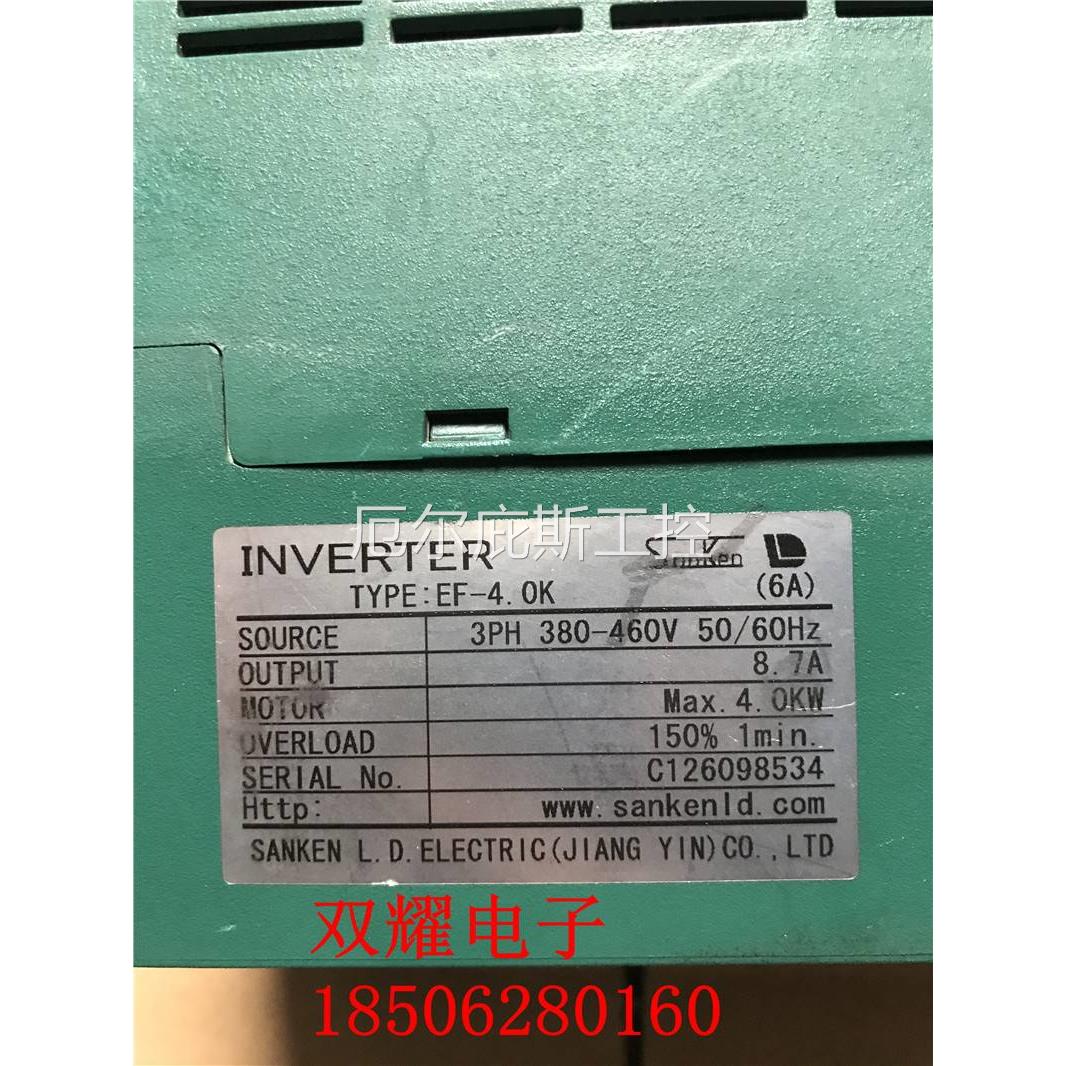 厄尔庇斯工控
INVERTER SanKen LD
TYPE:EF-4.0K (6A)
SOURCE 3PH 380-460V 50/60Hz
OUTPUT 8.7A
MOTOR Max.4.0KW
OVERLOAD 150% 1min.
SERIAL No. C126098534
Http: www.sankenld.com
SANKEN L.D.ELECTRIC(JIANG YIN)CO.,LTD
双耀电子
18506280160